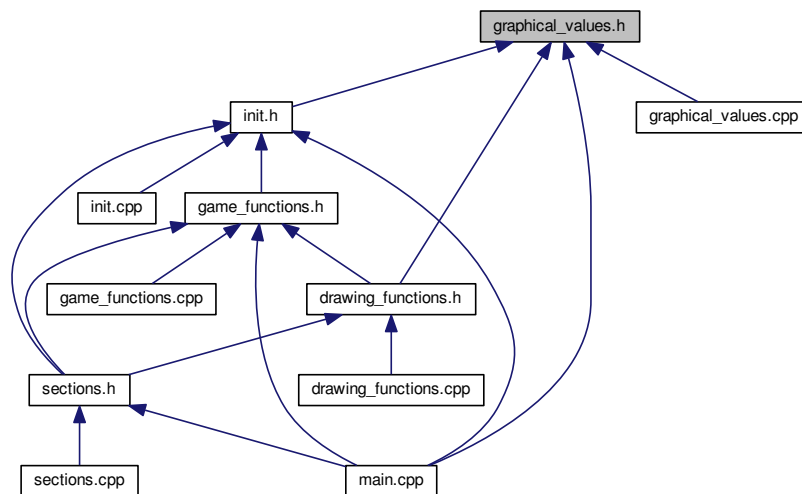 graphical_values.h
init.h
graphical_values.cpp
init.cpp
game_functions.h
game_functions.cpp
drawing_functions.h
sections.h
drawing_functions.cpp
sections.cpp
main.cpp